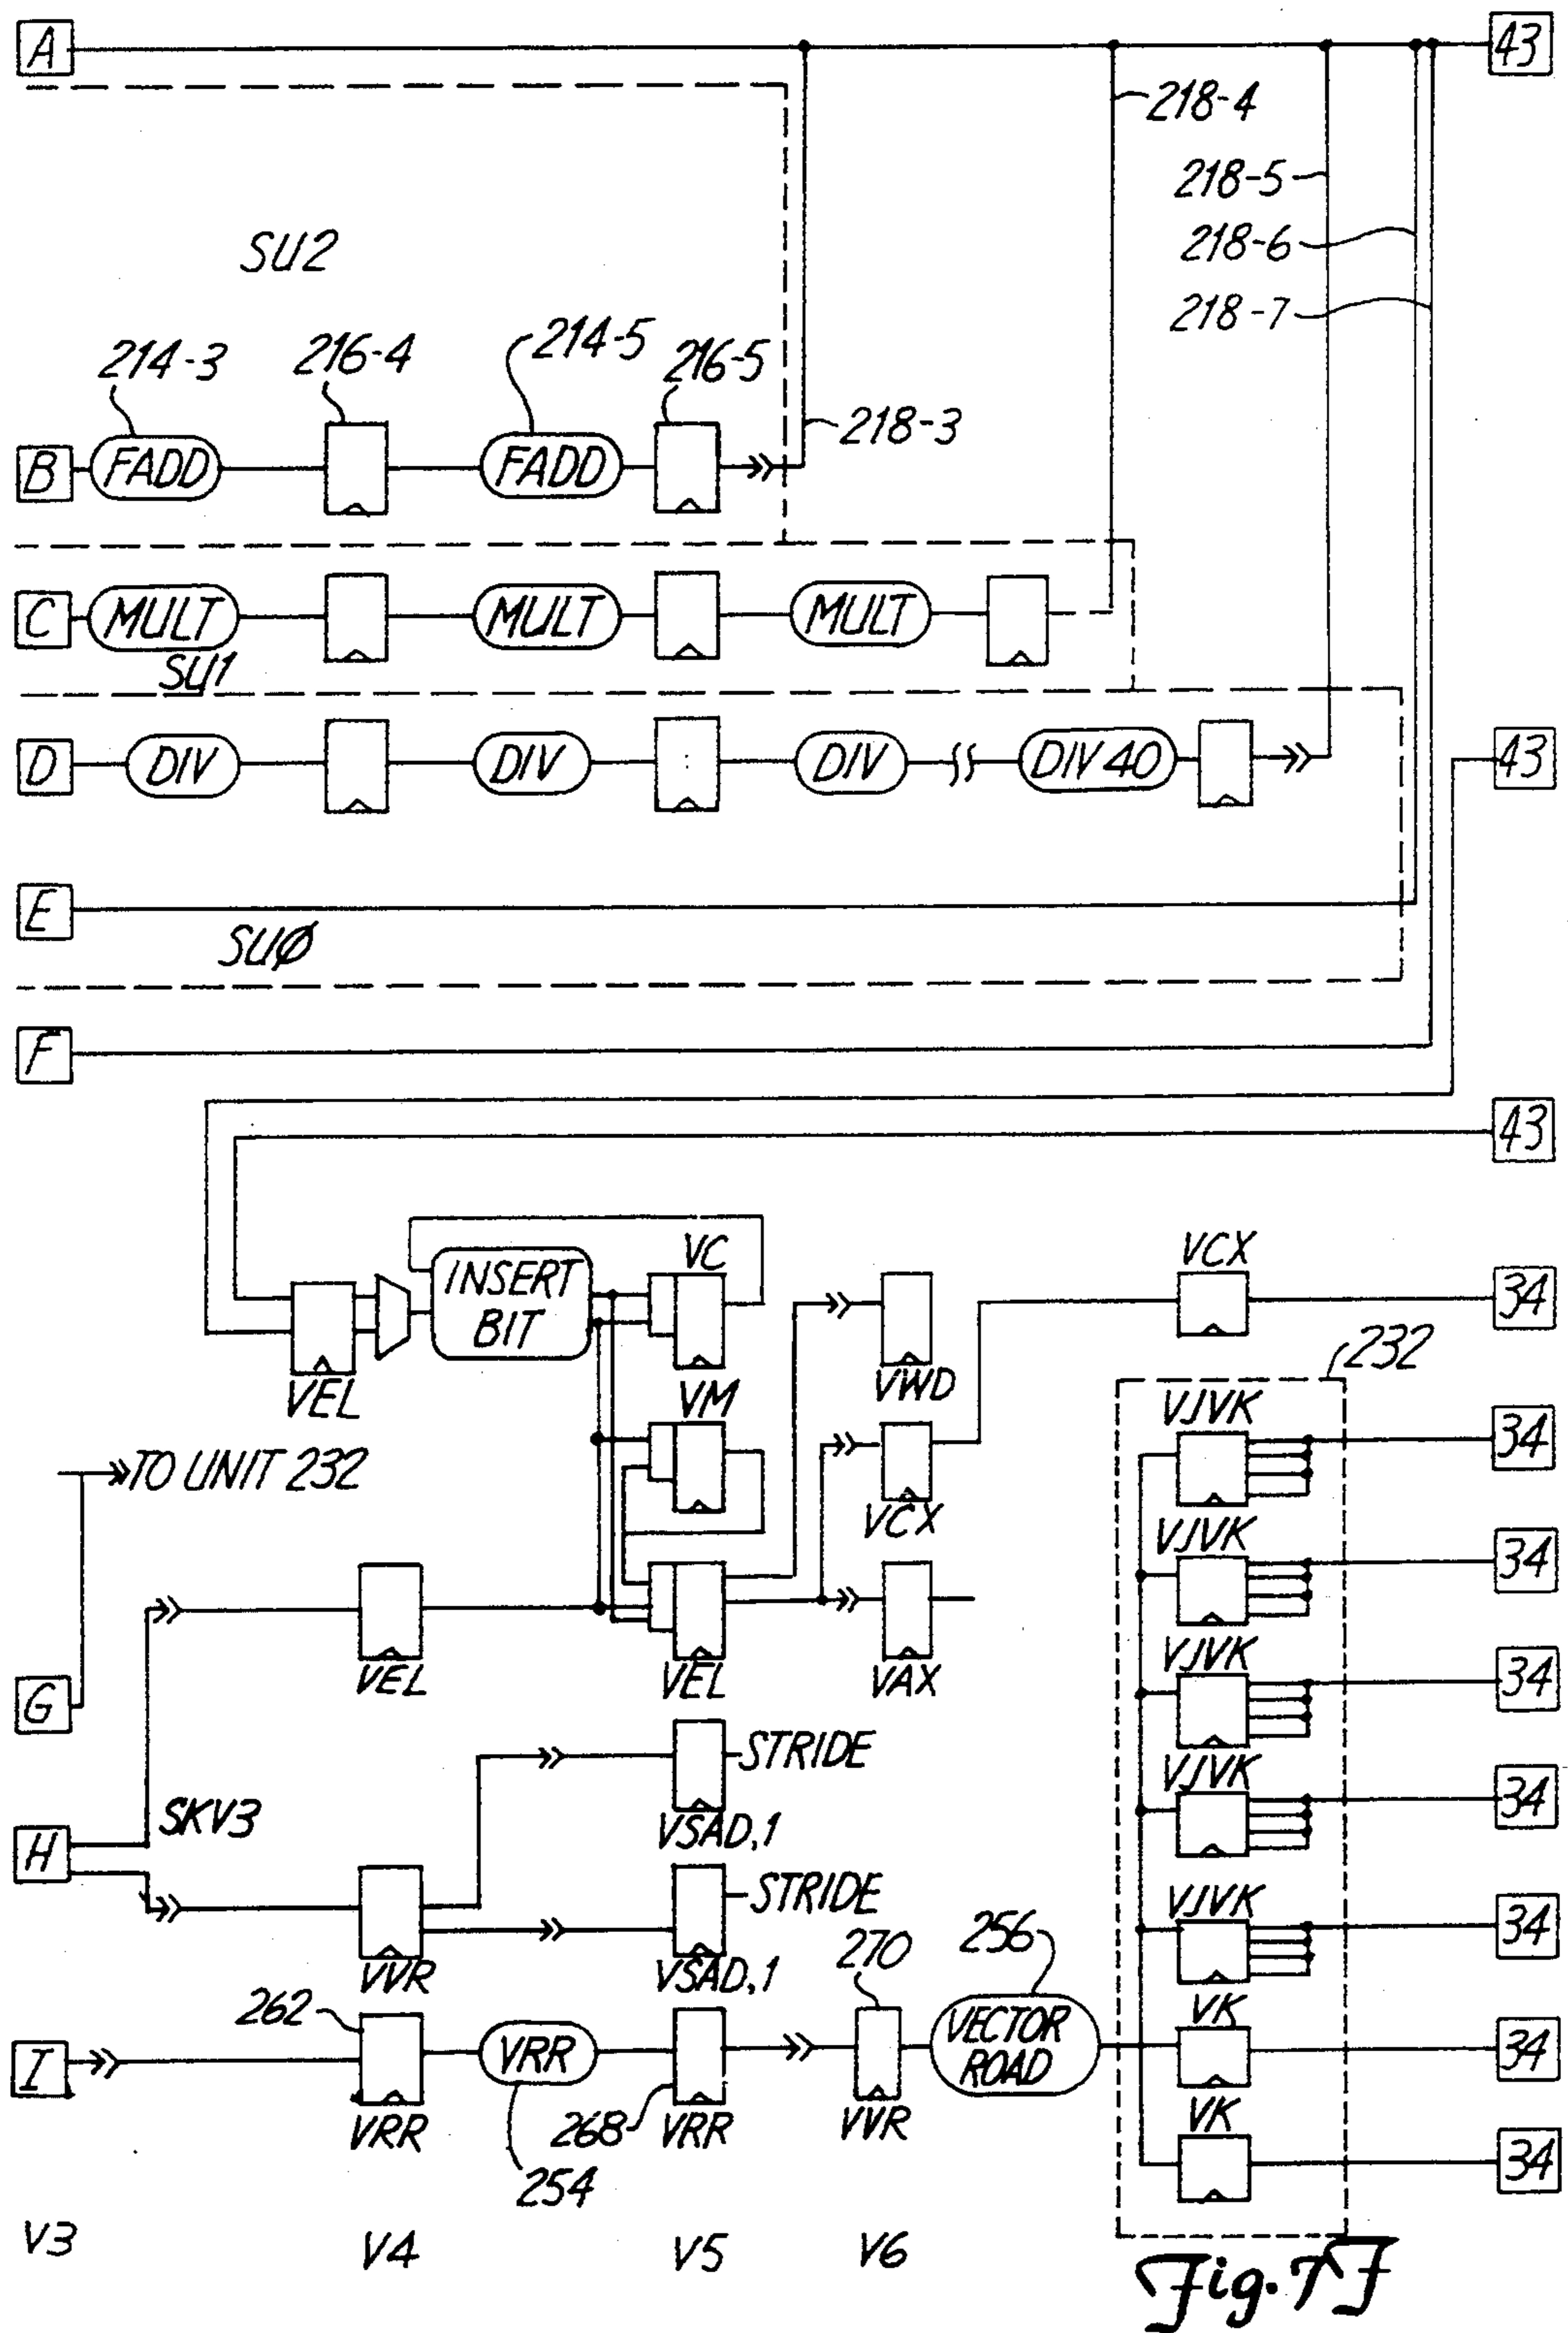 A
43
218-4
218-5
SU2
218-6
218-7
214-3
216-4
214-5
216-5
218-3
B
FADD
FADD
C
MULT
MULT
MULT
SU1
D
DIV
DIV
DIV
DIV 40
43
E
SUØ
F
43
INSERT
BIT
VC
VCX
34
VEL
VM
VWD
232
VJVK
34
TO UNIT 232
VCX
VJVK
34
VEL
VEL
VAX
VJVK
34
G
STRIDE
VJVK
34
SKV3
VSAD,1
H
STRIDE
VJVK
34
VVR
VSAD,1
270
256
262
VK
I
VRR
VECTOR
ROAD
34
VRR
268
VRR
VVR
VK
254
34
V3
V4
V5
V6
Fig. 7F